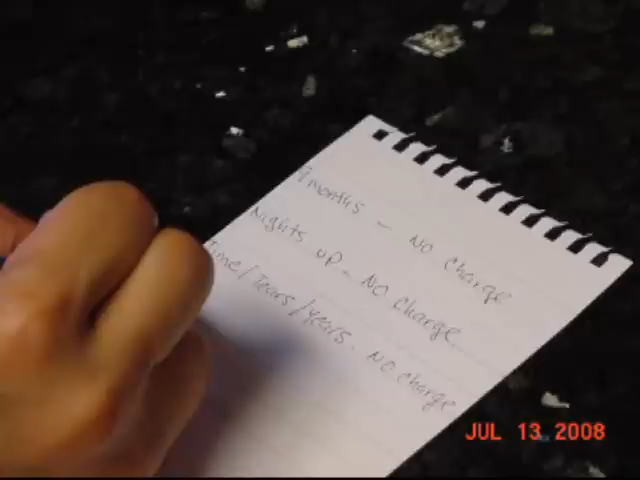 9 months - No Charge
Nights up - No Charge
Time/Tears/Years - No Charge
JUL 13 2008